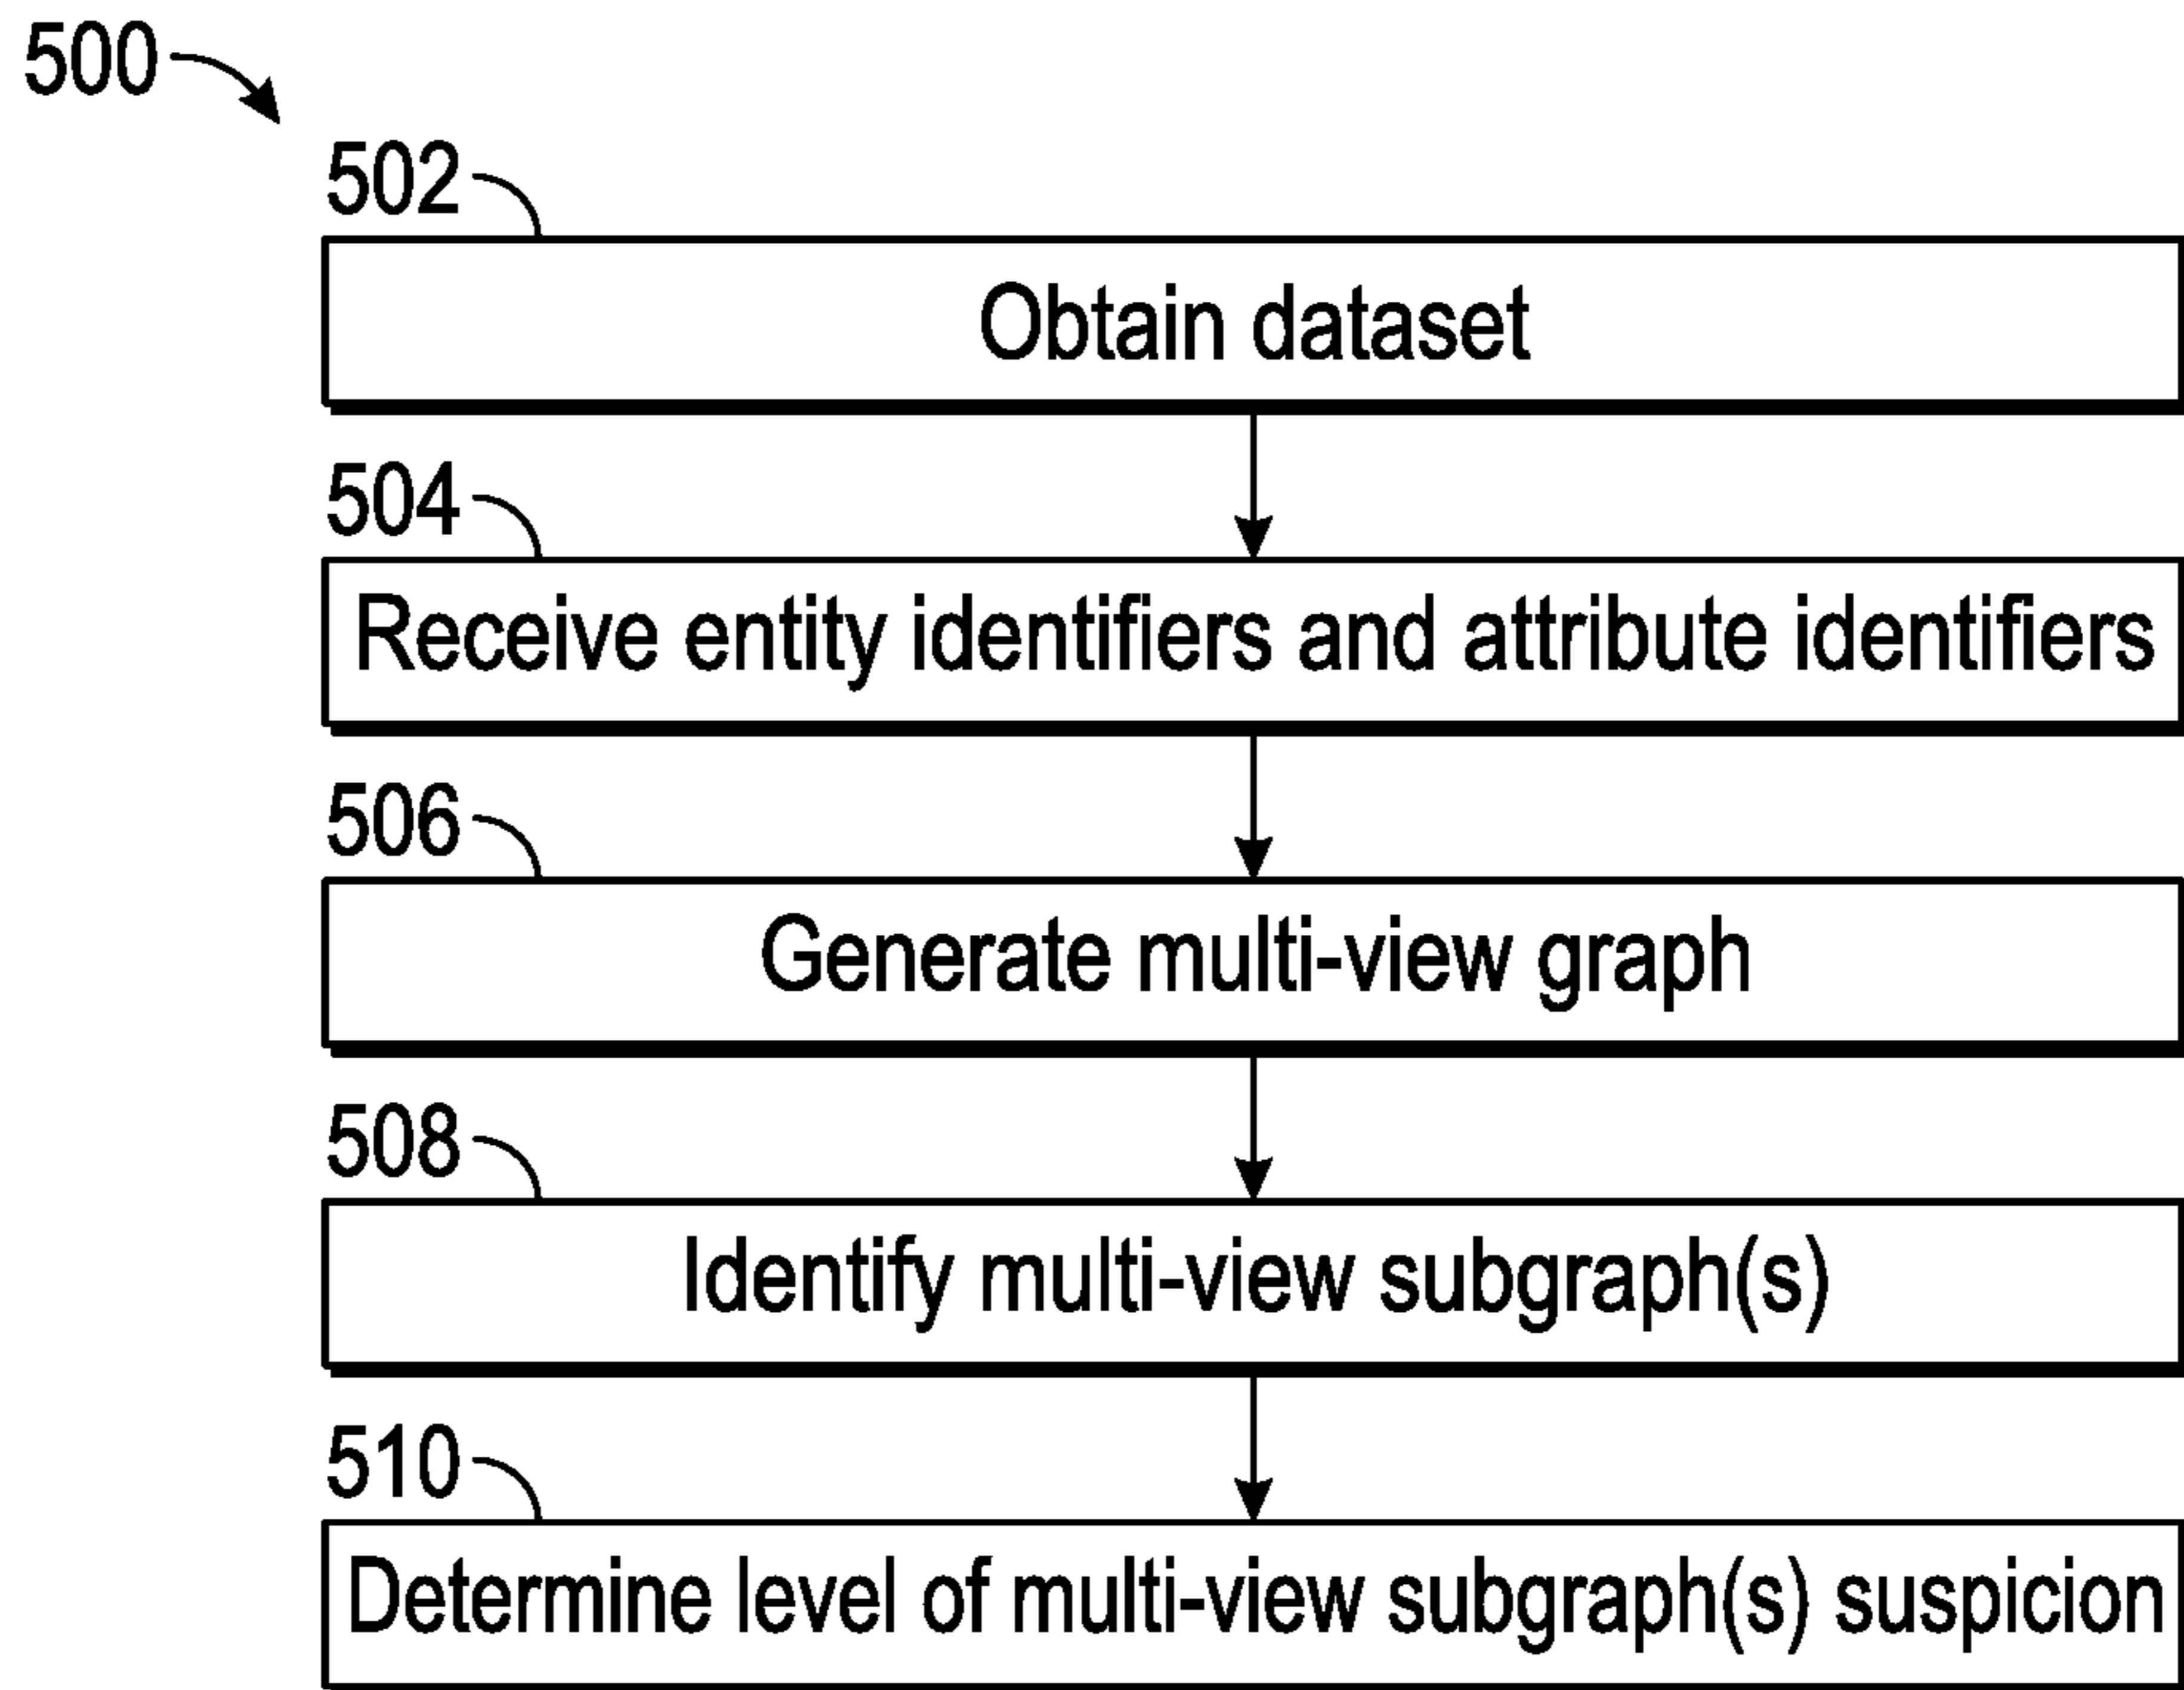 500
502
Obtain dataset
504
Receive entity identifiers and attribute identifiers
506
Generate multi-view graph
508
Identify multi-view subgraph(s)
510
Determine level of multi-view subgraph(s) suspicion